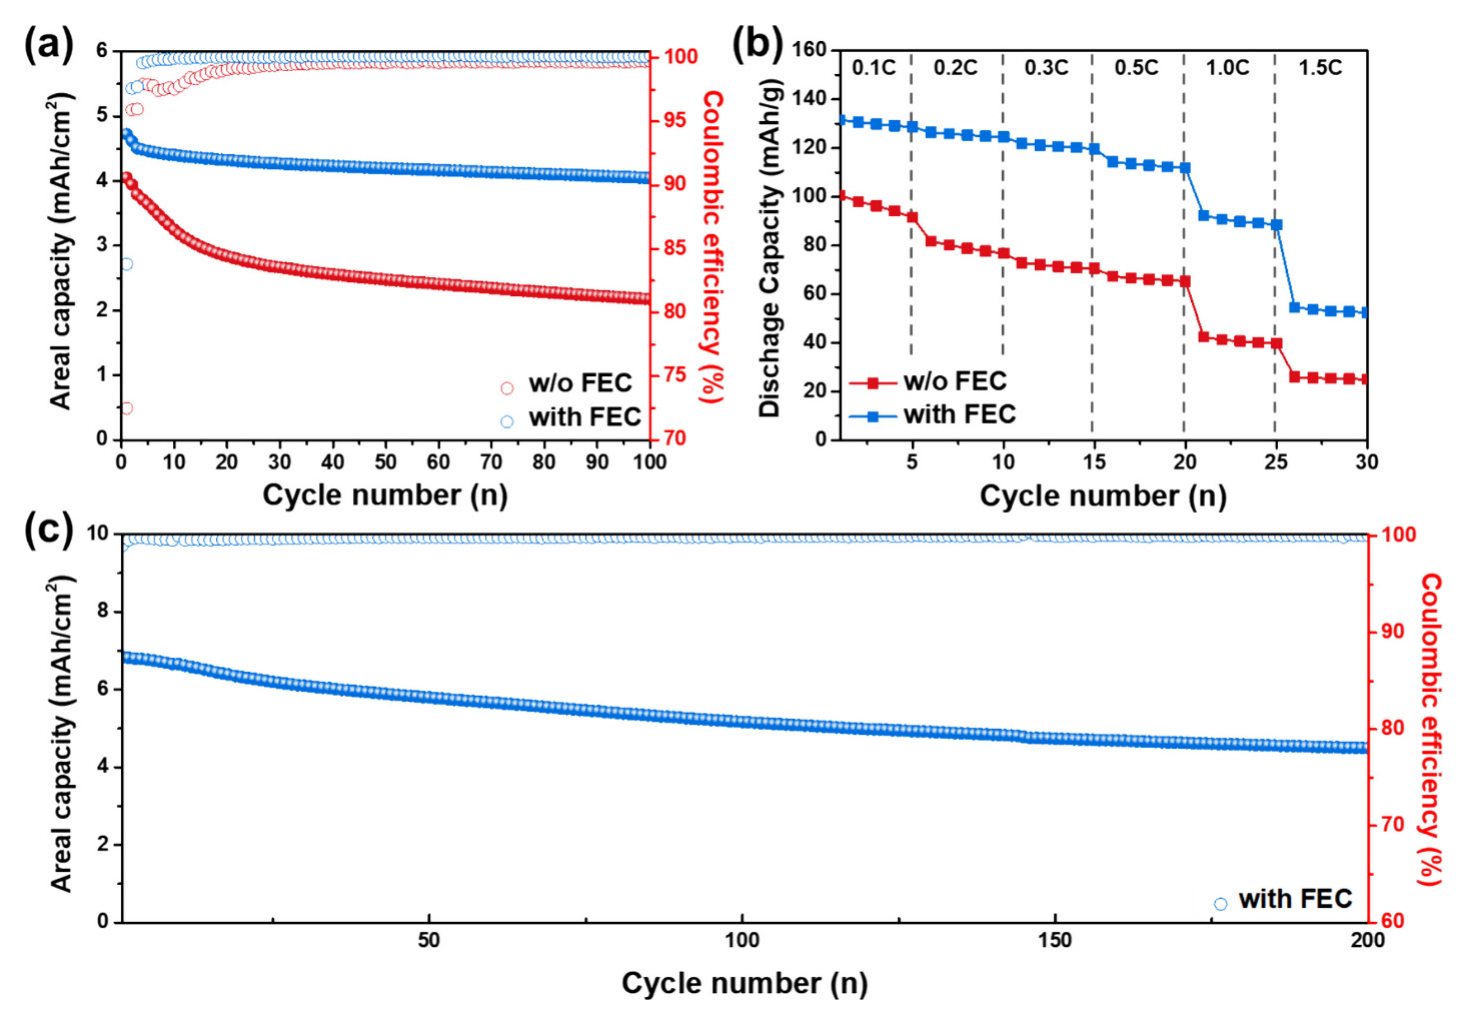 (a)
6
5
4
3
2
1
0
Areal capacity (mAh/cm²)
100
95
90
85
80
75
70
Coulombic efficiency (%)
w/o FEC
with FEC
0 10 20 30 40 50 60 70 80 90 100
Cycle number (n)
(b)
160
140
120
100
80
60
40
20
0
Dischage Capacity (mAh/g)
0.1C 0.2C 0.3C 0.5C 1.0C 1.5C
w/o FEC
with FEC
5 10 15 20 25 30
Cycle number (n)
(c)
10
8
6
4
2
0
Areal capacity (mAh/cm²)
100
90
80
70
60
Coulombic efficiency (%)
with FEC
50 100 150 200
Cycle number (n)